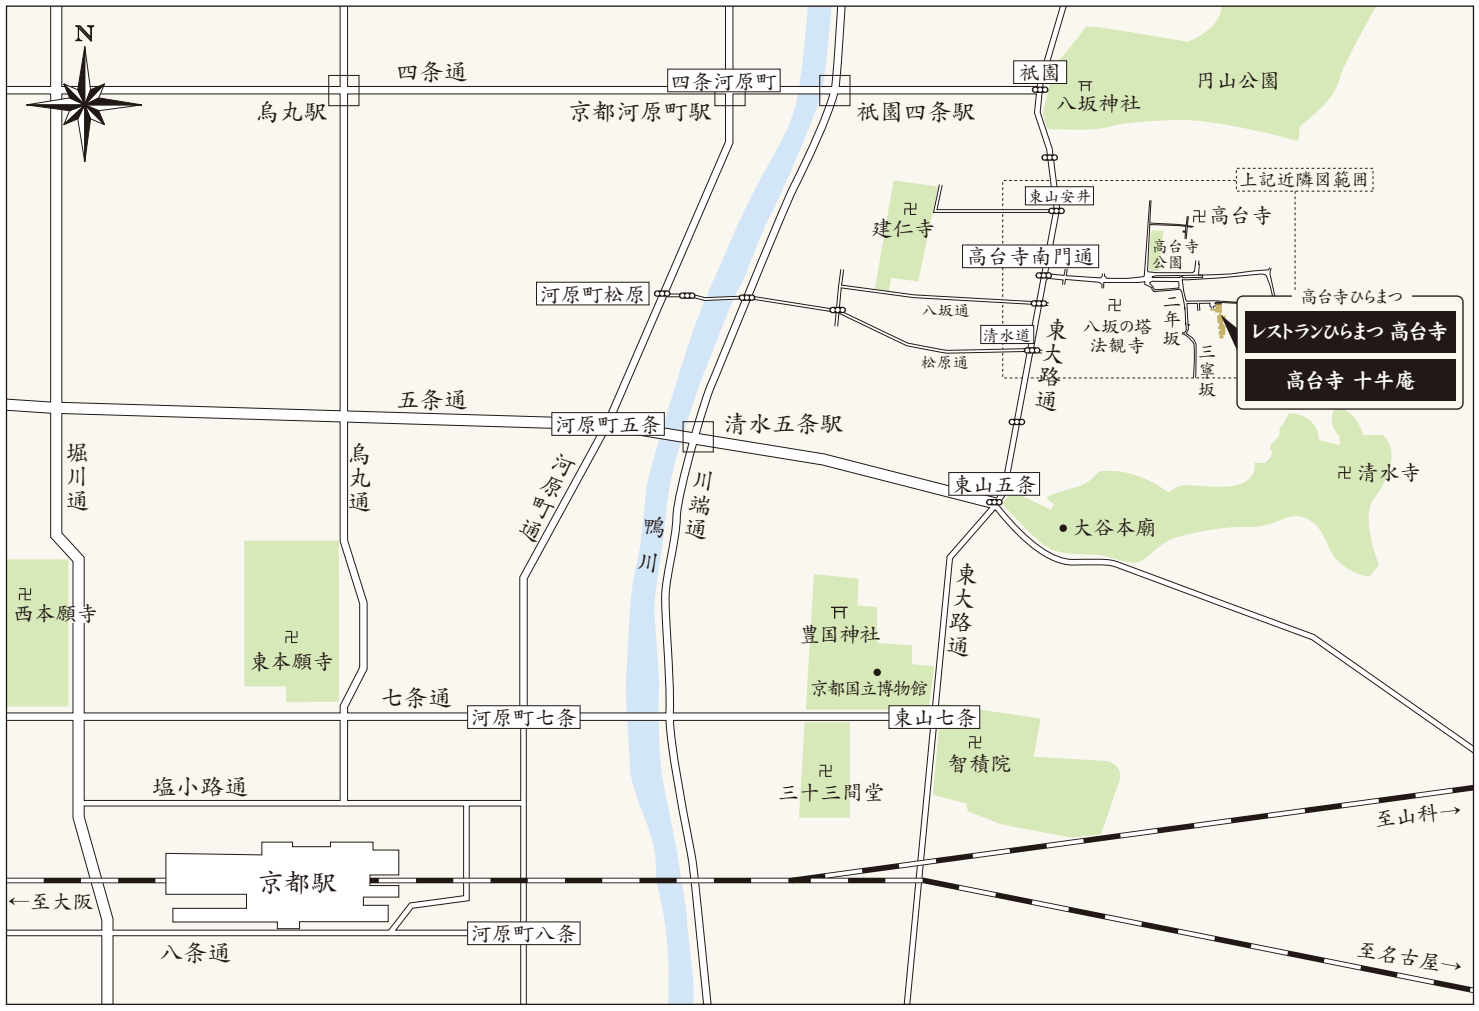 N
四条通
四条河原町
祇園
円山公園
八坂神社
烏丸駅
京都河原町駅
祇園四条駅
上記近隣図範囲
東山安井
建仁寺
高台寺
高台寺南門通
高台寺
公園
河原町松原
八坂通
清水道
松原通
東大路通
八坂の塔
法観寺
二年坂
三寧坂
高台寺ひらまつ
レストランひらまつ 高台寺
高台寺 十牛庵
五条通
河原町五条
清水五条駅
堀川通
烏丸通
河原町通
鴨川
川端通
東山五条
大谷本廟
清水寺
西本願寺
東本願寺
豊国神社
京都国立博物館
東大路通
七条通
河原町七条
東山七条
智積院
三十三間堂
塩小路通
京都駅
←至大阪
至山科→
八条通
河原町八条
至名古屋→